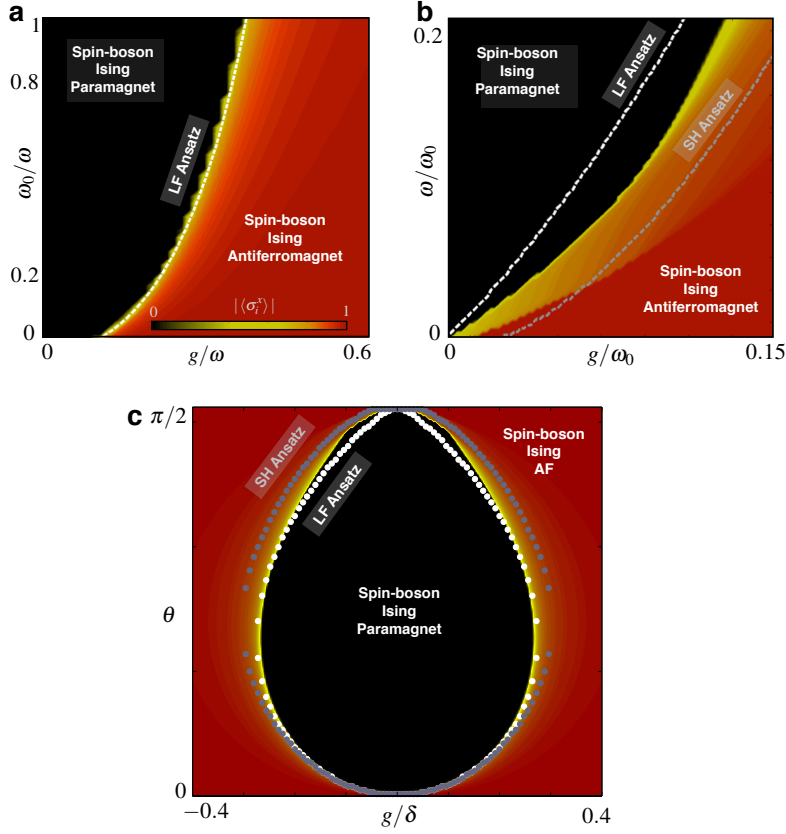 a
1
0.8
0.2
0
ω₀/ω
Spin-boson
Ising
Paramagnet
LF Ansatz
Spin-boson
Ising
Antiferromagnet
0 |⟨σᵢˣ⟩| 1
0 g/ω 0.6
b
0.2
0
ω/ω₀
Spin-boson
Ising
Paramagnet
LF Ansatz
SH Ansatz
Spin-boson
Ising
Antiferromagnet
0 g/ω₀ 0.15
c
π/2
θ
0
SH Ansatz
LF Ansatz
Spin-boson
Ising
AF
Spin-boson
Ising
Paramagnet
−0.4 g/δ 0.4